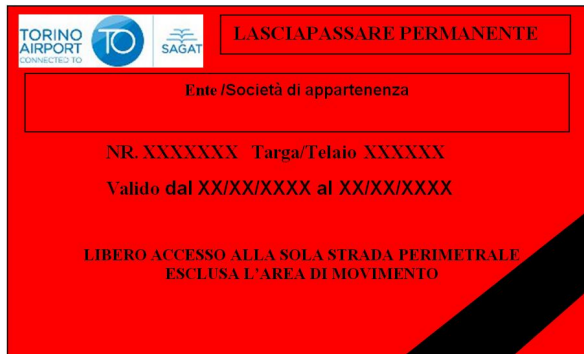 TORINO
AIRPORT
CONNECTED TO
TO
SAGAT
LASCIAPASSARE PERMANENTE
Ente /Società di appartenenza
NR. XXXXXXX Targa/Telaio XXXXXX
Valido dal XX/XX/XXXX al XX/XX/XXXX
LIBERO ACCESSO ALLA SOLA STRADA PERIMETRALE
ESCLUSA L'AREA DI MOVIMENTO